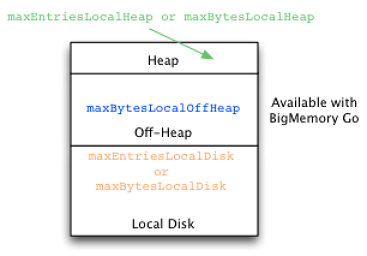 maxEntriesLocalHeap or maxBytesLocalHeap
Heap
maxBytesLocalOffHeap
Off-Heap
Available with
BigMemory Go
maxEntriesLocalDisk
or
maxBytesLocalDisk
Local Disk